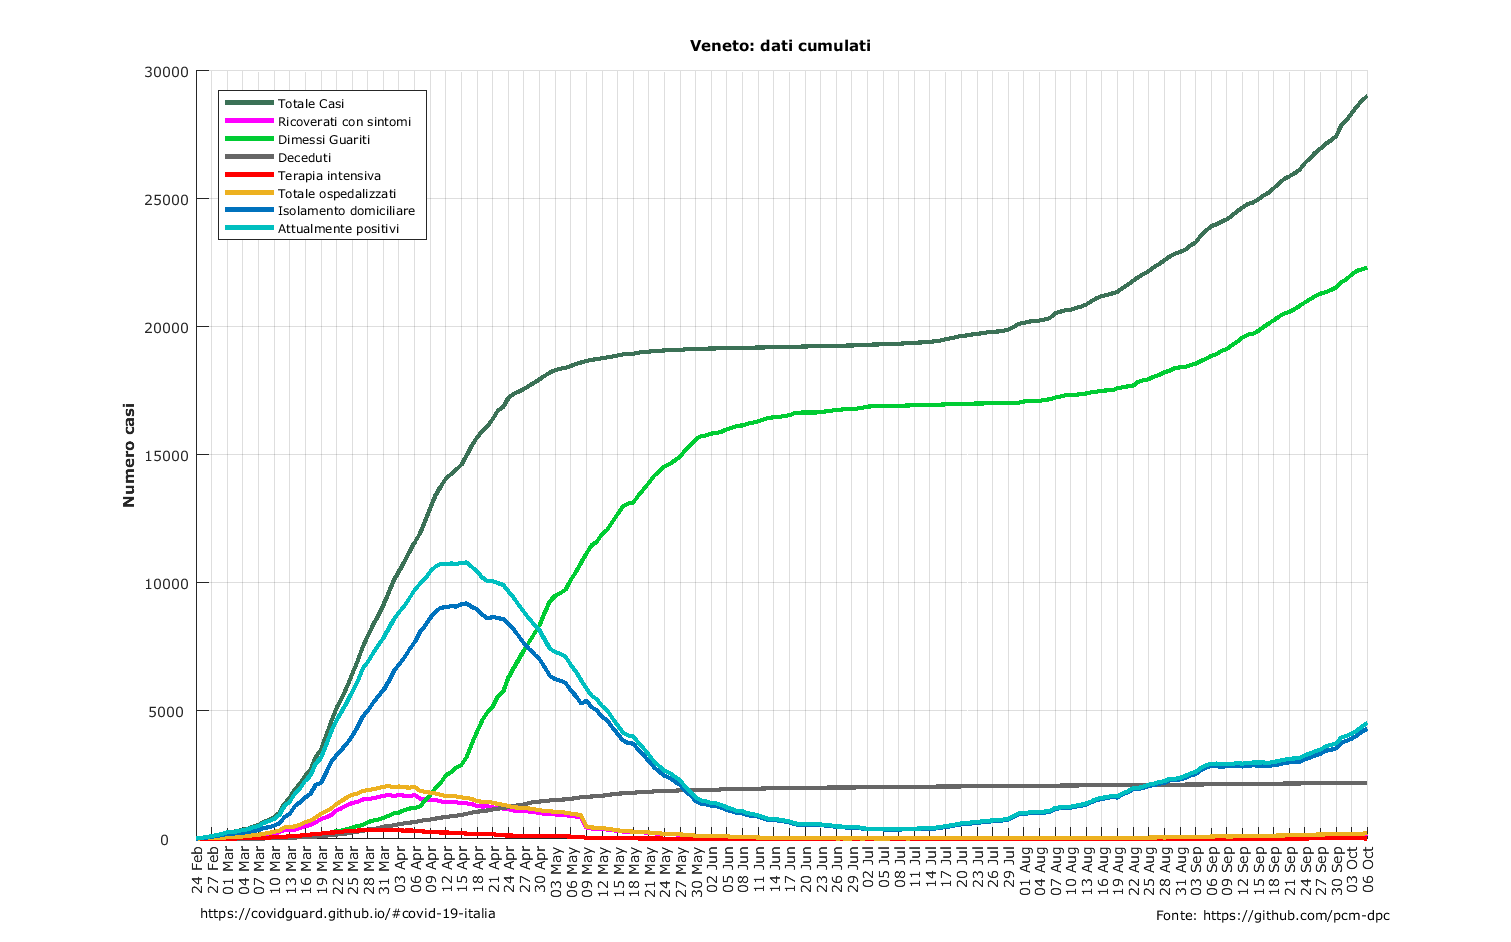 Veneto: dati cumulati
30000
25000
20000
15000
10000
5000
0
Numero casi
Totale Casi
Ricoverati con sintomi
Dimessi Guariti
Deceduti
Terapia intensiva
Totale ospedalizzati
Isolamento domiciliare
Attualmente positivi
24 Feb
27 Feb
01 Mar
04 Mar
07 Mar
10 Mar
13 Mar
16 Mar
19 Mar
22 Mar
25 Mar
28 Mar
31 Mar
03 Apr
06 Apr
09 Apr
12 Apr
15 Apr
18 Apr
21 Apr
24 Apr
27 Apr
30 Apr
03 May
06 May
09 May
12 May
15 May
18 May
21 May
24 May
27 May
30 May
02 Jun
05 Jun
08 Jun
11 Jun
14 Jun
17 Jun
20 Jun
23 Jun
26 Jun
29 Jun
02 Jul
05 Jul
08 Jul
11 Jul
14 Jul
17 Jul
20 Jul
23 Jul
26 Jul
29 Jul
01 Aug
04 Aug
07 Aug
10 Aug
13 Aug
16 Aug
19 Aug
22 Aug
25 Aug
28 Aug
31 Aug
03 Sep
06 Sep
09 Sep
12 Sep
15 Sep
18 Sep
21 Sep
24 Sep
27 Sep
30 Sep
03 Oct
06 Oct
https://covidguard.github.io/#covid-19-italia
Fonte: https://github.com/pcm-dpc